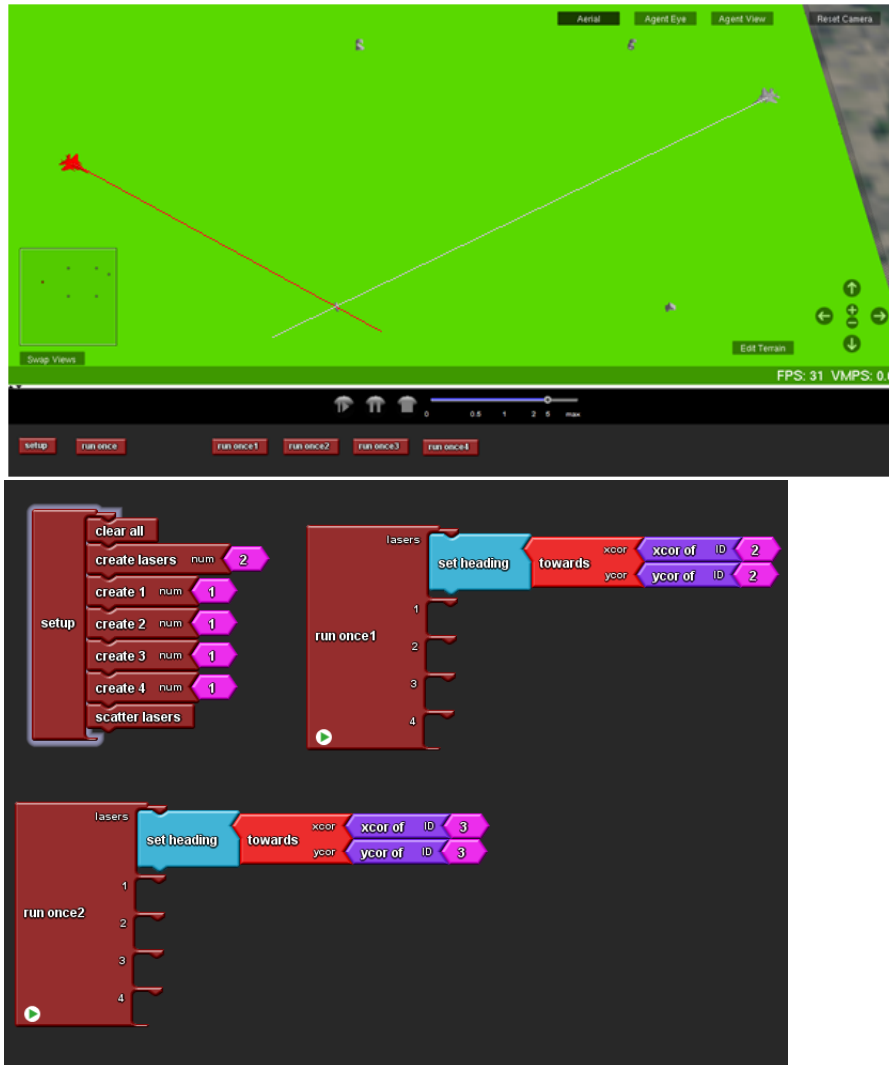 Aerial Agent Eye Agent View Reset Camera
Swap Views
Edit Terrain
FPS: 31 VMPS: 0.0
0 0.5 1 2 5 max
setup run once run once1 run once2 run once3 run once4
clear all
create lasers num 2
create 1 num 1
create 2 num 1
setup
create 3 num 1
create 4 num 1
scatter lasers
lasers
set heading towards xcor xcor of ID 2
ycor ycor of ID 2
1
run once1
2
3
4
lasers
set heading towards xcor xcor of ID 3
ycor ycor of ID 3
1
run once2
2
3
4